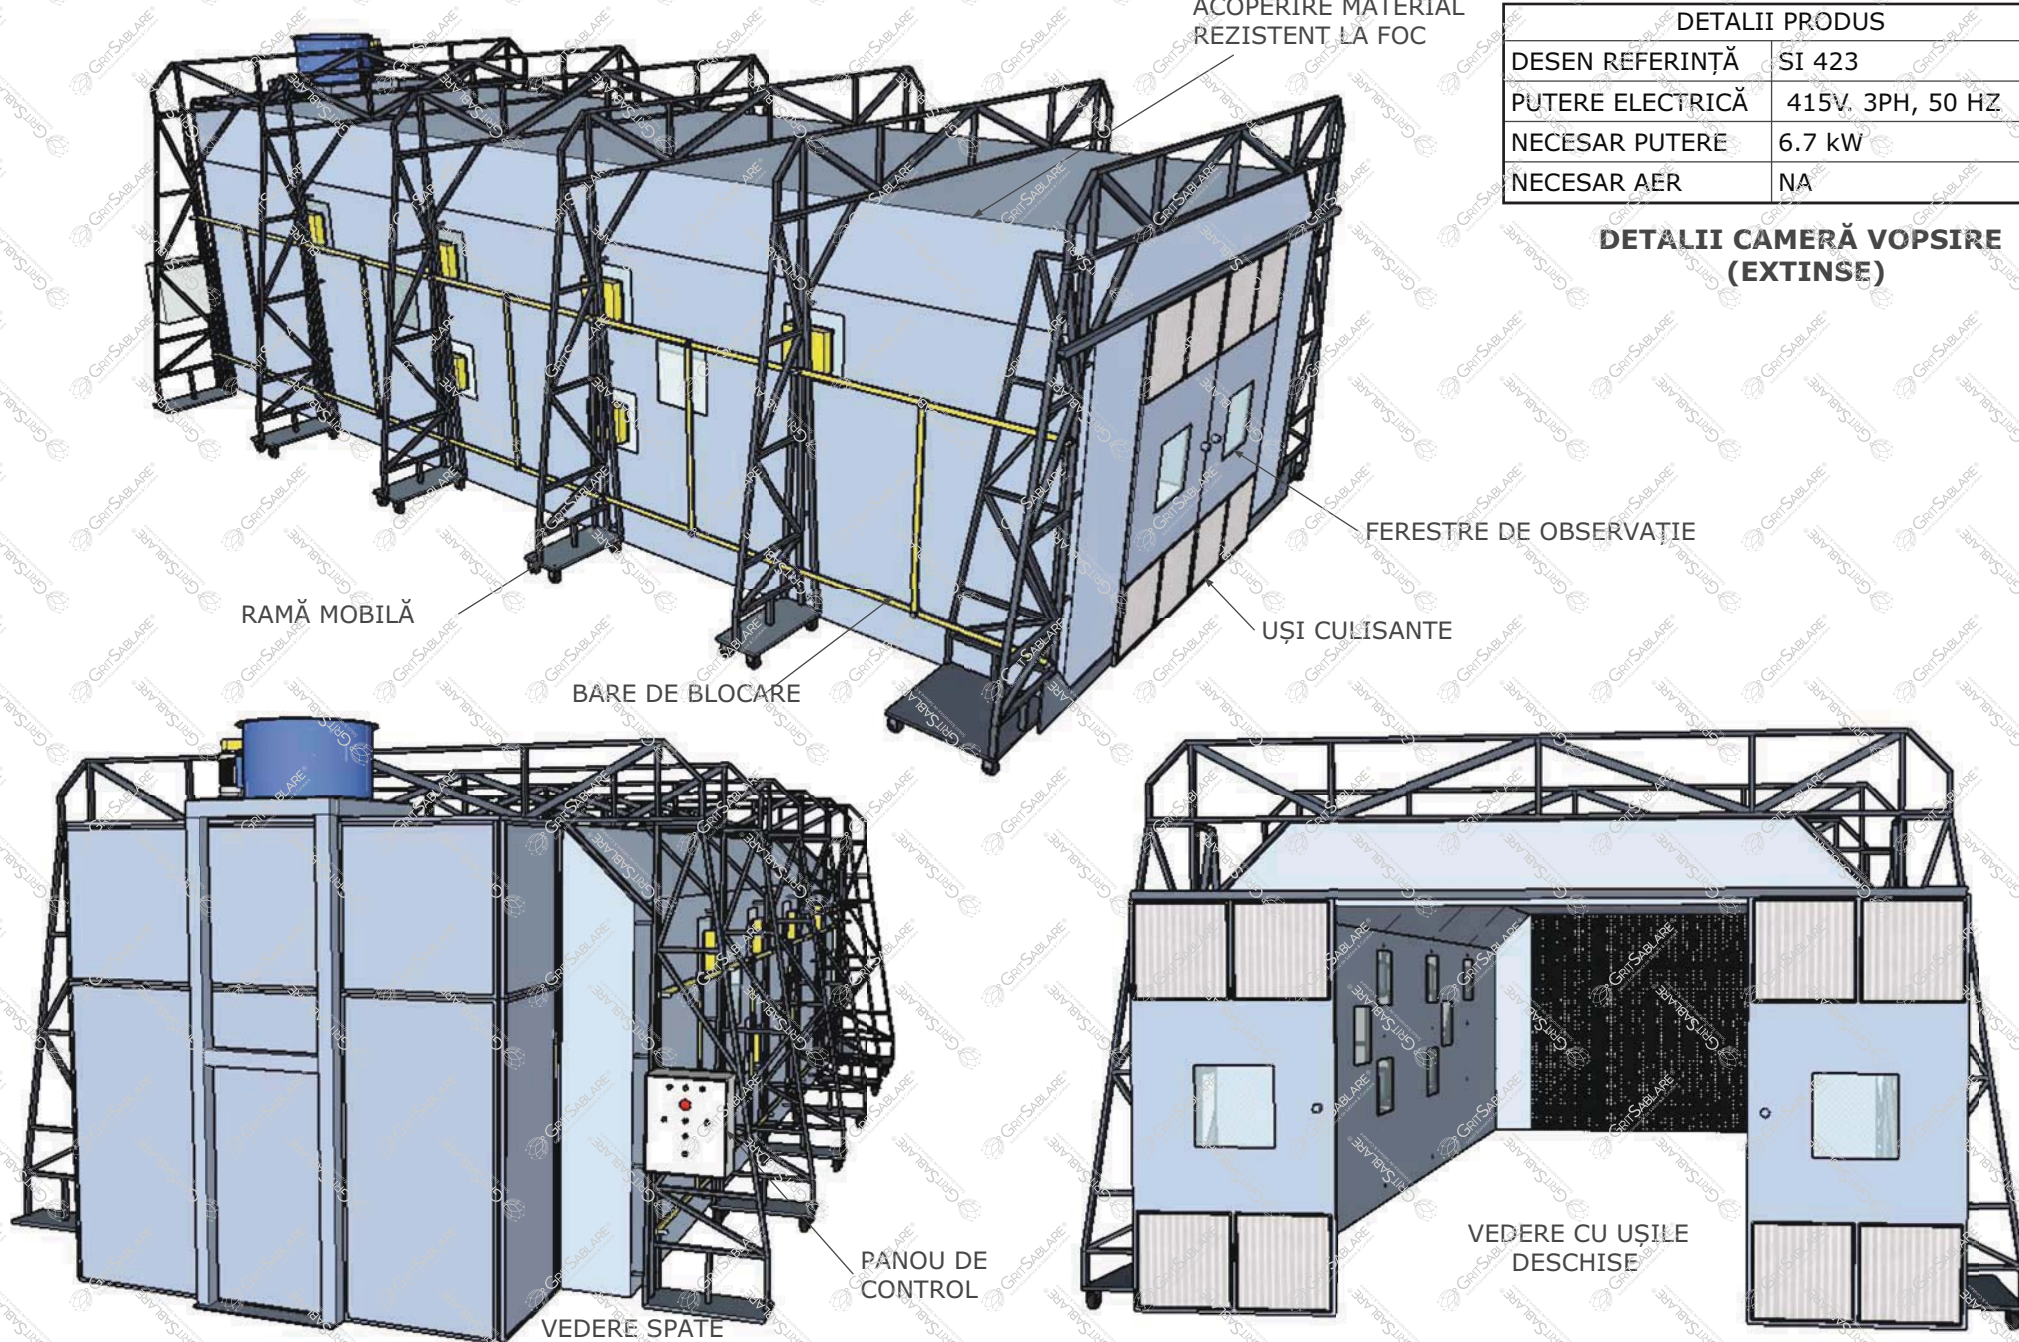 ACOPERIRE MATERIAL
REZISTENT LA FOC
DETALII PRODUS
DESEN REFERINȚĂ SI 423
PUTERE ELECTRICĂ 415V. 3PH, 50 HZ
NECESAR PUTERE 6.7 kW
NECESAR AER NA
DETALII CAMERĂ VOPSIRE
(EXTINSE)
FERESTRE DE OBSERVAȚIE
RAMĂ MOBILĂ
UȘI CULISANTE
BARE DE BLOCARE
PANOU DE
CONTROL
VEDERE SPATE
VEDERE CU UȘILE
DESCHISE
GRITSABLARE®